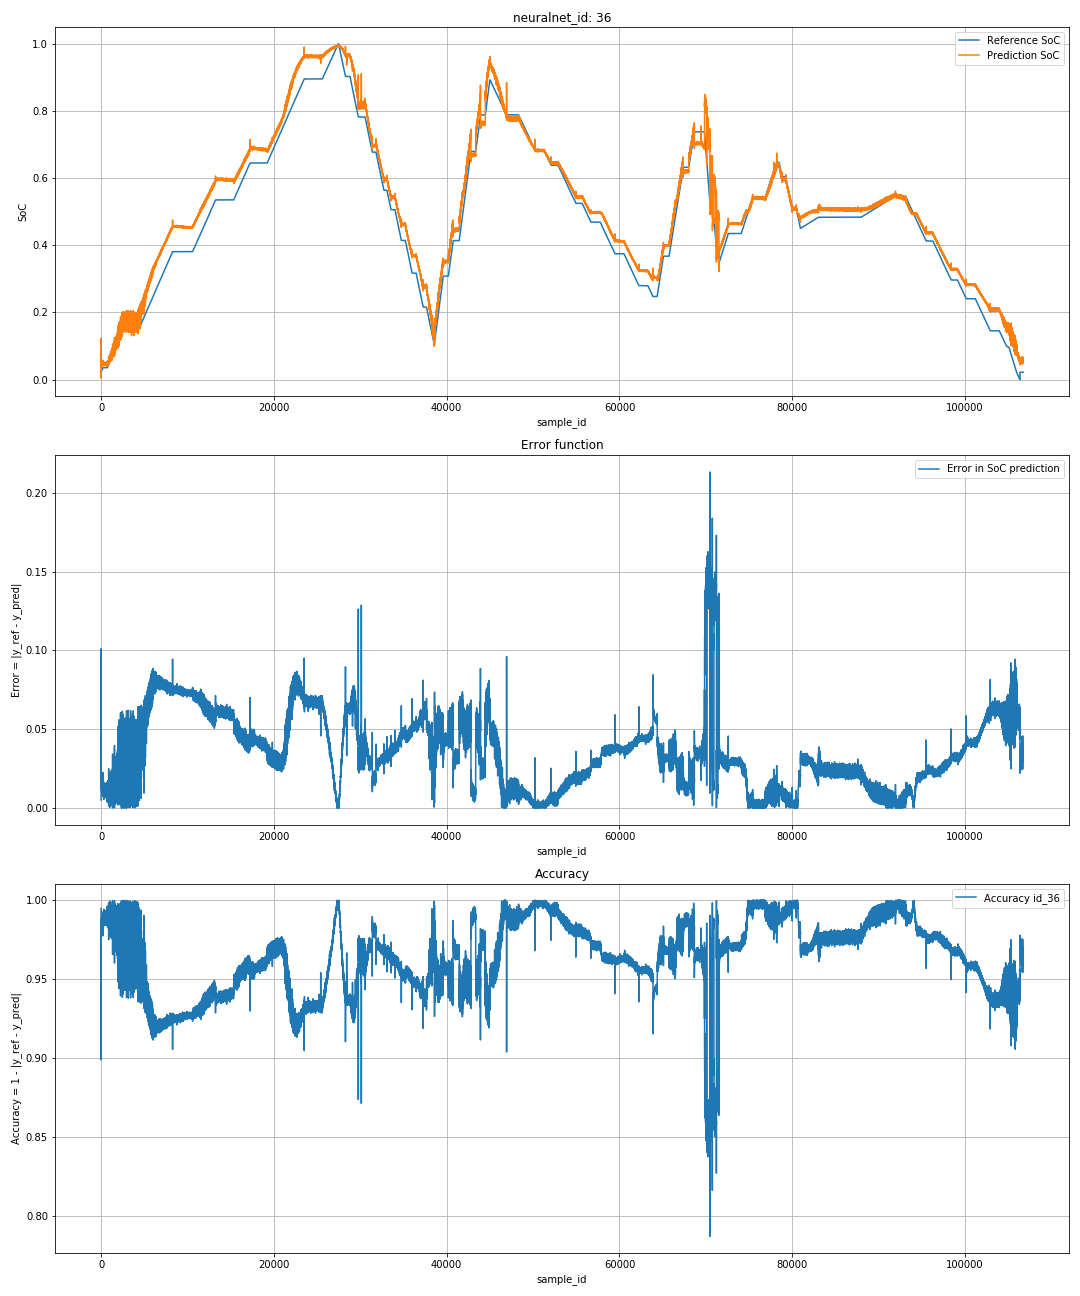 neuralnet_id: 36
Reference SoC
Prediction SoC
SoC
1.0
0.8
0.6
0.4
0.2
0.0
0 20000 40000 60000 80000 100000
sample_id
Error function
Error in SoC prediction
Error = |y_ref - y_pred|
0.20
0.15
0.10
0.05
0.00
0 20000 40000 60000 80000 100000
sample_id
Accuracy
Accuracy id_36
Accuracy = 1 - |y_ref - y_pred|
1.00
0.95
0.90
0.85
0.80
0 20000 40000 60000 80000 100000
sample_id